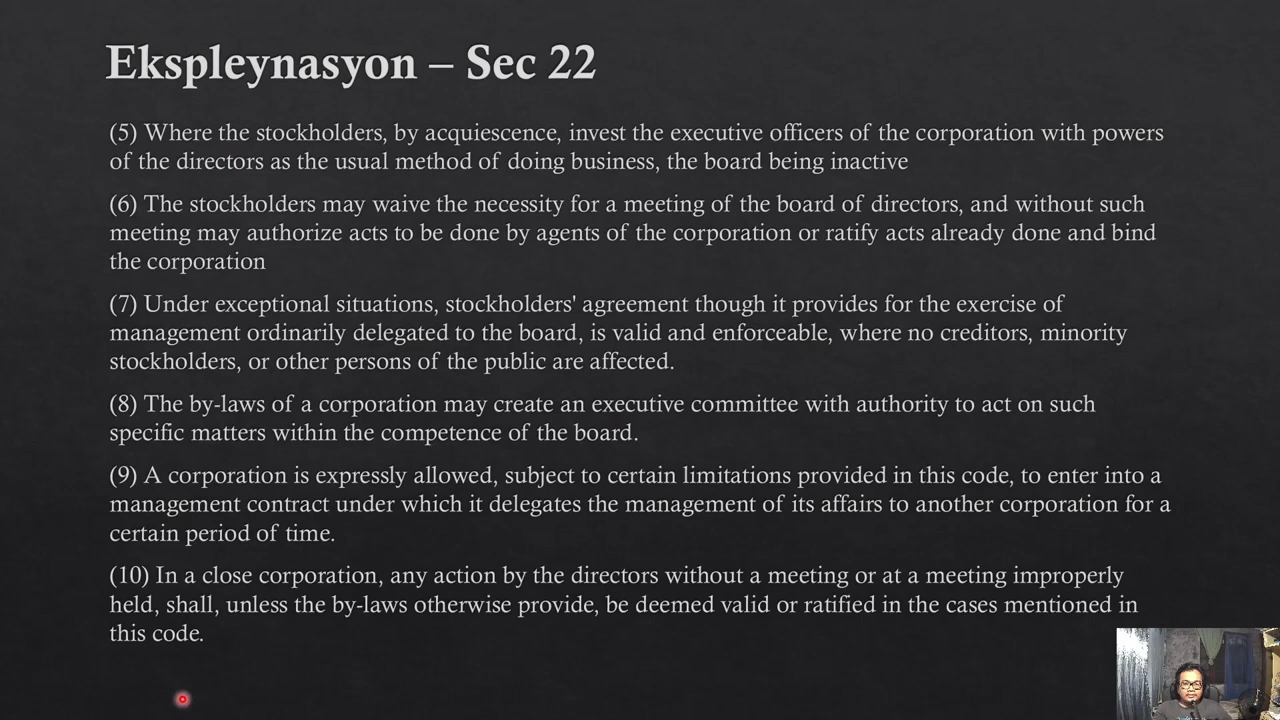 Ekspleynasyon – Sec 22
(5) Where the stockholders, by acquiescence, invest the executive officers of the corporation with powers
of the directors as the usual method of doing business, the board being inactive
(6) The stockholders may waive the necessity for a meeting of the board of directors, and without such
meeting may authorize acts to be done by agents of the corporation or ratify acts already done and bind
the corporation
(7) Under exceptional situations, stockholders' agreement though it provides for the exercise of
management ordinarily delegated to the board, is valid and enforceable, where no creditors, minority
stockholders, or other persons of the public are affected.
(8) The by-laws of a corporation may create an executive committee with authority to act on such
specific matters within the competence of the board.
(9) A corporation is expressly allowed, subject to certain limitations provided in this code, to enter into a
management contract under which it delegates the management of its affairs to another corporation for a
certain period of time.
(10) In a close corporation, any action by the directors without a meeting or at a meeting improperly
held, shall, unless the by-laws otherwise provide, be deemed valid or ratified in the cases mentioned in
this code.